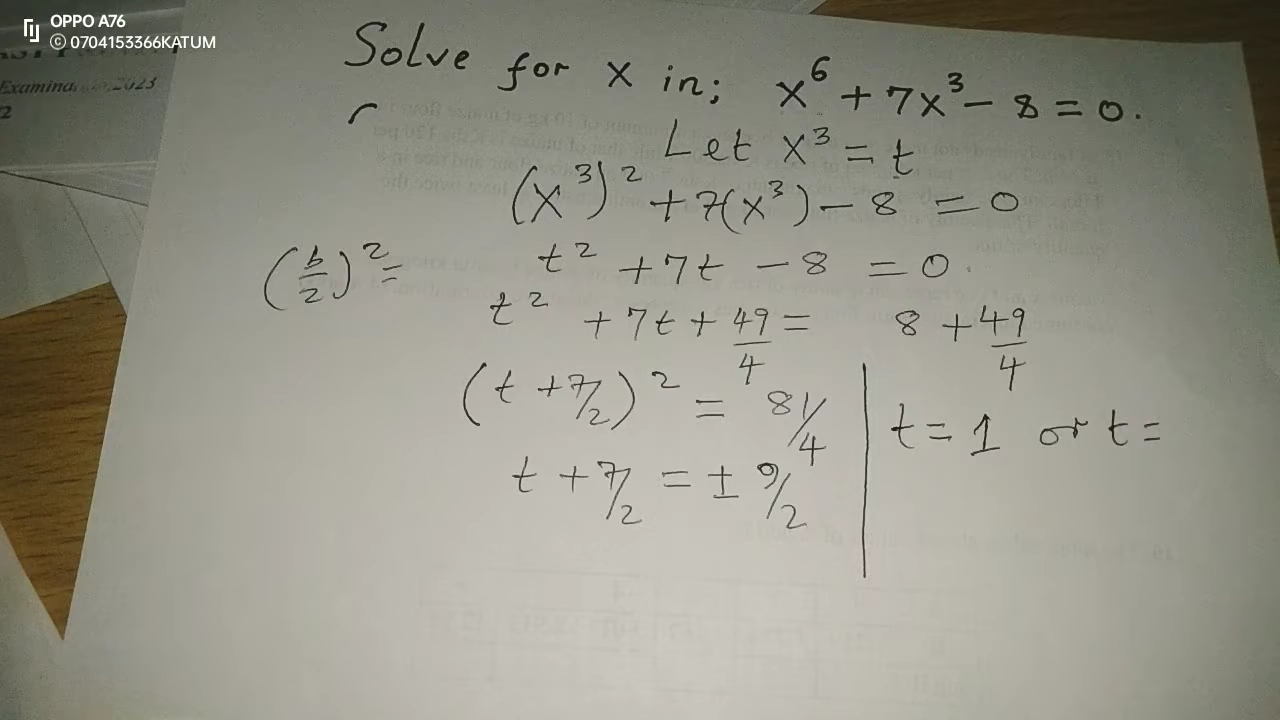 OPPO A76
© 0704153366KATUM
2023
2
Solve for x in; x⁶ + 7x³ - 8 = 0.
Let x³ = t
(x³)² + 7(x³) - 8 = 0
(b/2)² = t² + 7t - 8 = 0.
t² + 7t + 49/4 = 8 + 49/4
(t + 7/2)² = 81/4
t + 7/2 = ± 9/2
t = 1 or t =